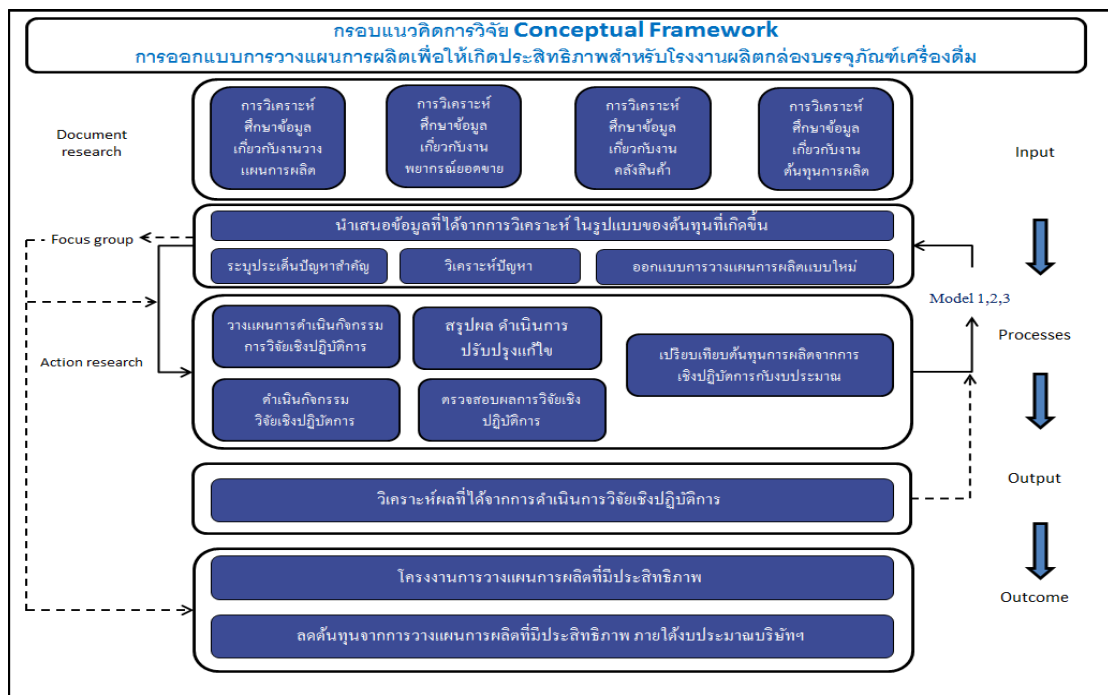 กรอบแนวคิดการวิจัย Conceptual Framework
การออกแบบการวางแผนการผลิตเพื่อให้เกิดประสิทธิภาพสำหรับโรงงานผลิตกล่องบรรจุภัณฑ์เครื่องดื่ม
Document
research
การวิเคราะห์
ศึกษาข้อมูล
เกี่ยวกับงานวาง
แผนการผลิต
การวิเคราะห์
ศึกษาข้อมูล
เกี่ยวกับงาน
พยากรณ์ยอดขาย
การวิเคราะห์
ศึกษาข้อมูล
เกี่ยวกับงาน
คลังสินค้า
การวิเคราะห์
ศึกษาข้อมูล
เกี่ยวกับงาน
ต้นทุนการผลิต
Input
Focus group
นำเสนอข้อมูลที่ได้จากการวิเคราะห์ ในรูปแบบของต้นทุนที่เกิดขึ้น
ระบุประเด็นปัญหาสำคัญ
วิเคราะห์ปัญหา
ออกแบบการวางแผนการผลิตแบบใหม่
Model 1,2,3
Processes
Action research
วางแผนการดำเนินกิจกรรม
การวิจัยเชิงปฏิบัติการ
สรุปผล ดำเนินการ
ปรับปรุงแก้ไข
เปรียบเทียบต้นทุนการผลิตจากการ
เชิงปฏิบัตการกับงบประมาณ
ดำเนินกิจกรรม
วิจัยเชิงปฏิบัตการ
ตรวจสอบผลการวิจัยเชิง
ปฏิบัติการ
วิเคราะห์ผลที่ได้จากการดำเนินการวิจัยเชิงปฏิบัติการ
Output
โครงงานการวางแผนการผลิตที่มีประสิทธิภาพ
ลดต้นทุนจากการวางแผนการผลิตที่มีประสิทธิภาพ ภายใต้งบประมาณบริษัทฯ
Outcome